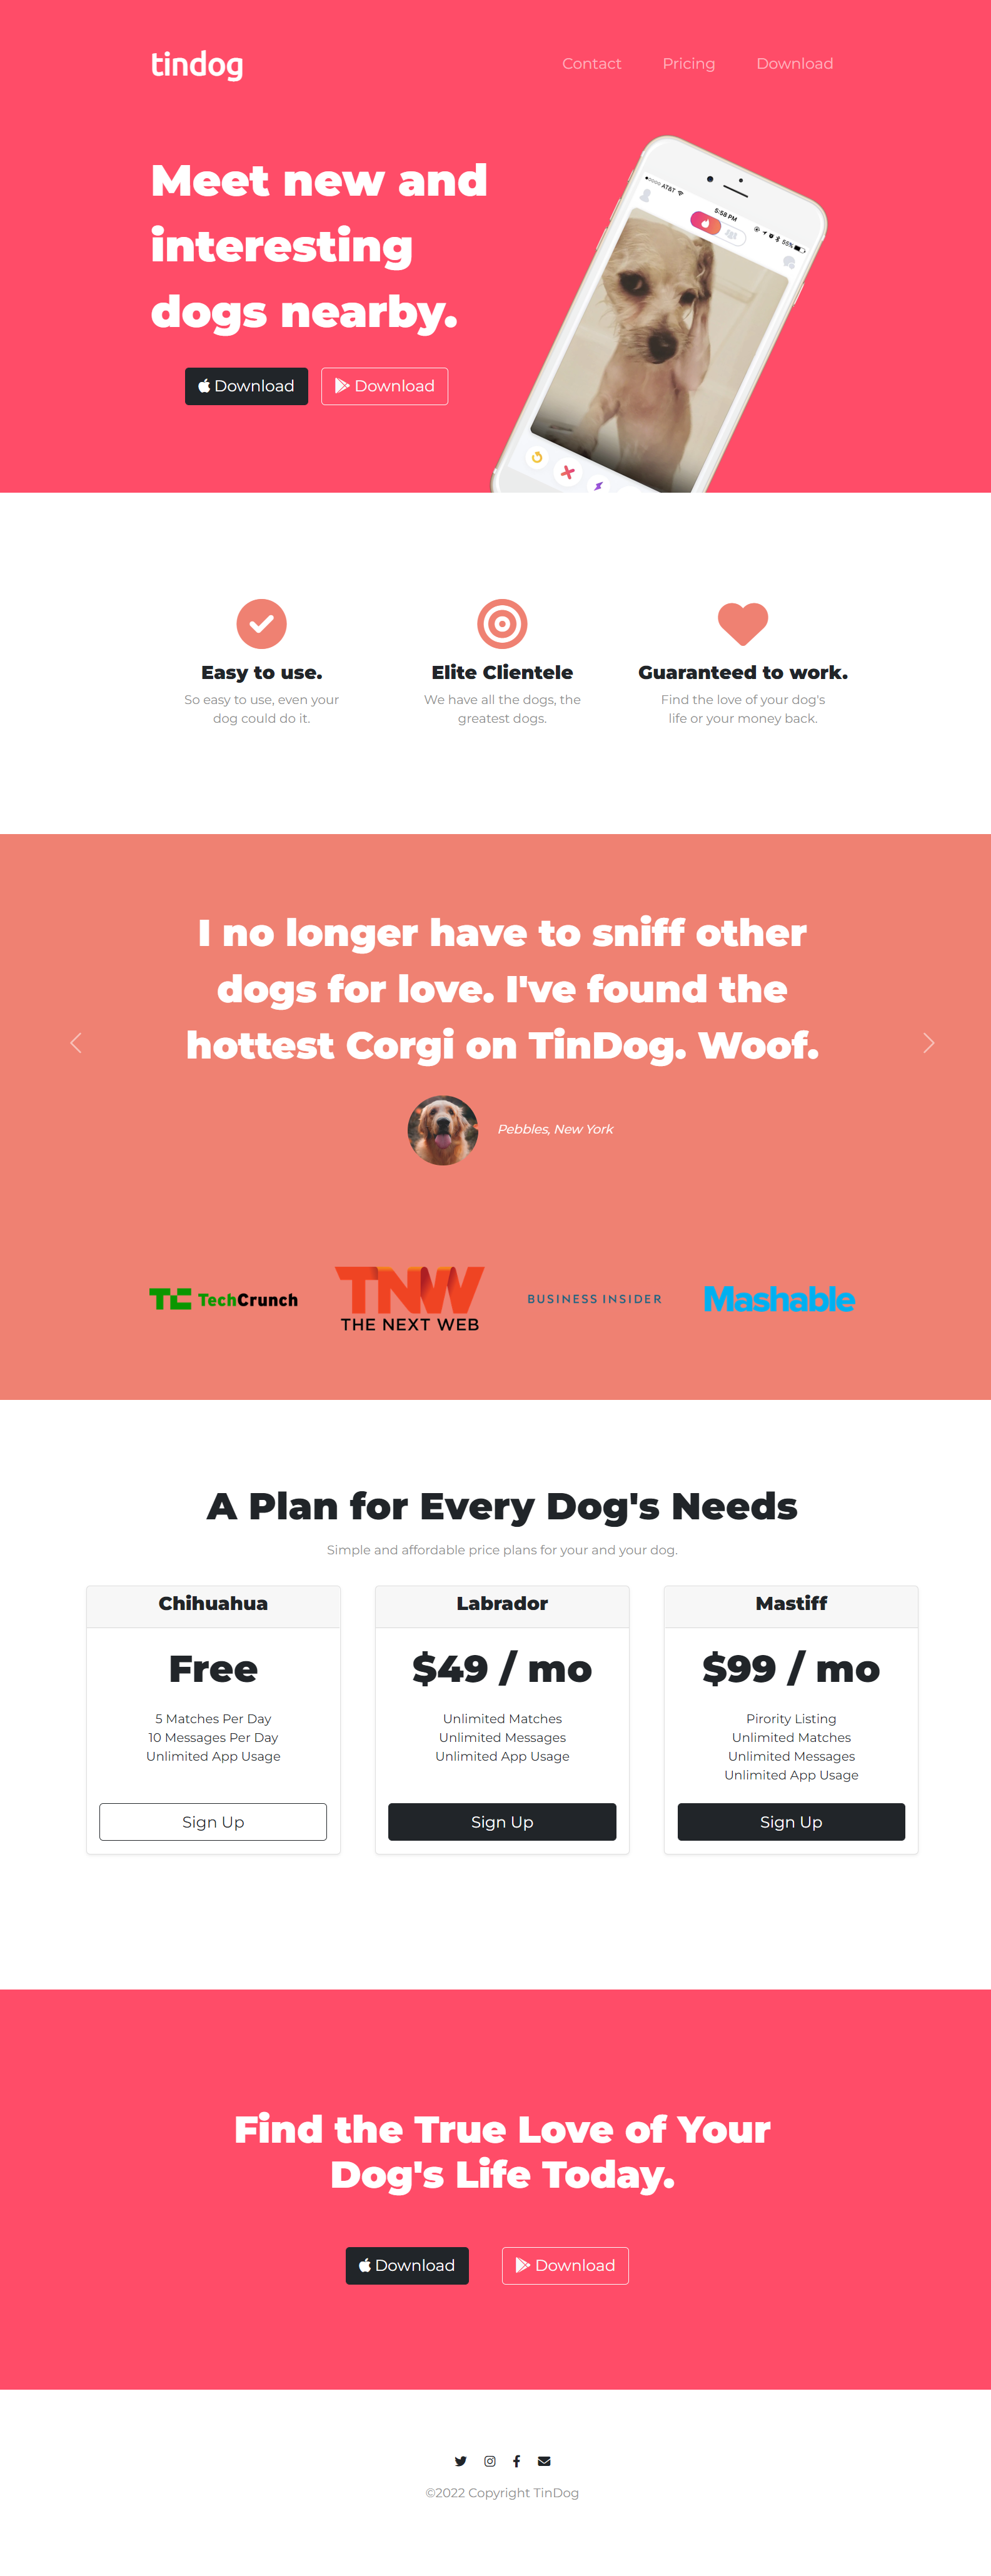 tindog
Contact Pricing Download
Meet new and
interesting
dogs nearby.
AT&T 5:58 PM 55%
Download Download
Easy to use.
So easy to use, even your
dog could do it.
Elite Clientele
We have all the dogs, the
greatest dogs.
Guaranteed to work.
Find the love of your dog's
life or your money back.
I no longer have to sniff other
dogs for love. I've found the
hottest Corgi on TinDog. Woof.
Pebbles, New York
TC TechCrunch
TNW
THE NEXT WEB
BUSINESS INSIDER
Mashable
A Plan for Every Dog's Needs
Simple and affordable price plans for your and your dog.
Chihuahua
Free
5 Matches Per Day
10 Messages Per Day
Unlimited App Usage
Sign Up
Labrador
$49 / mo
Unlimited Matches
Unlimited Messages
Unlimited App Usage
Sign Up
Mastiff
$99 / mo
Pirority Listing
Unlimited Matches
Unlimited Messages
Unlimited App Usage
Sign Up
Find the True Love of Your
Dog's Life Today.
Download Download
©2022 Copyright TinDog